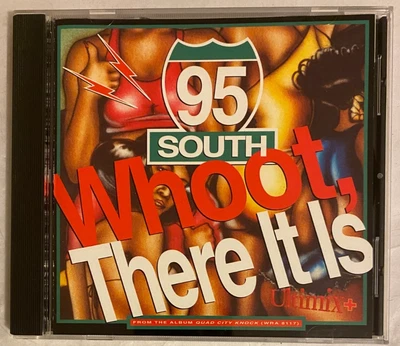 95
SOUTH
Whoot,
There It Is
Ultimix+
FROM THE ALBUM QUAD CITY KNOCK (WRA 8117)